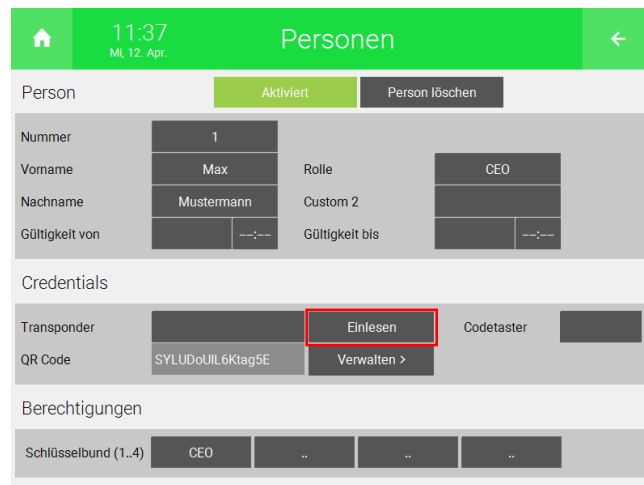 11:37
Mi, 12. Apr.
Personen
Person
Aktiviert
Person löschen
Nummer
1
Vorname
Max
Rolle
CEO
Nachname
Mustermann
Custom 2
Gültigkeit von
--:--
Gültigkeit bis
--:--
Credentials
Transponder
Einlesen
Codetaster
QR Code
SYLUDoUIL6Ktag5E
Verwalten >
Berechtigungen
Schlüsselbund (1..4)
CEO
..
..
..